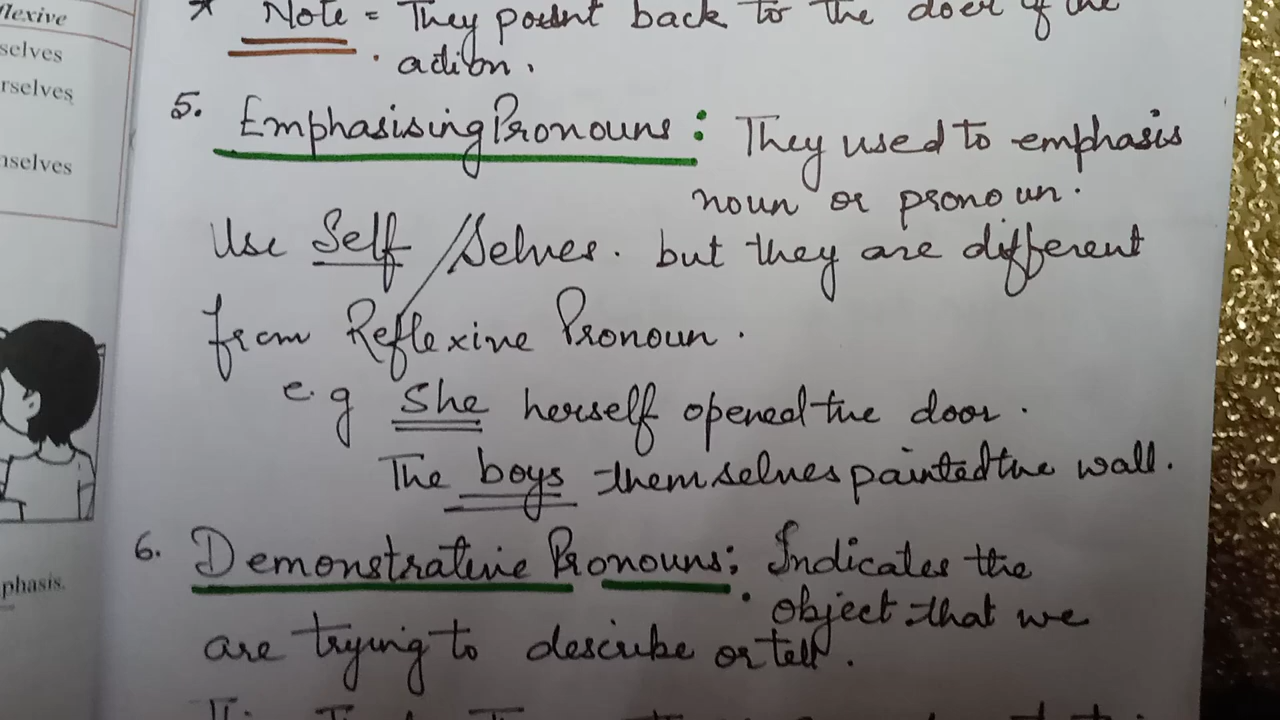 flexive
selves
rselves
nselves
phasis.
* Note = They point back to the doer of the
action.
5. Emphasising Pronouns : They used to emphasis
noun or pronoun.
Use Self /Selves. but they are different
from Reflexive Pronoun.
e.g She herself opened the door.
The boys themselves painted the wall.
6. Demonstrative Pronouns: Indicates the
object that we
are trying to describe or tell.